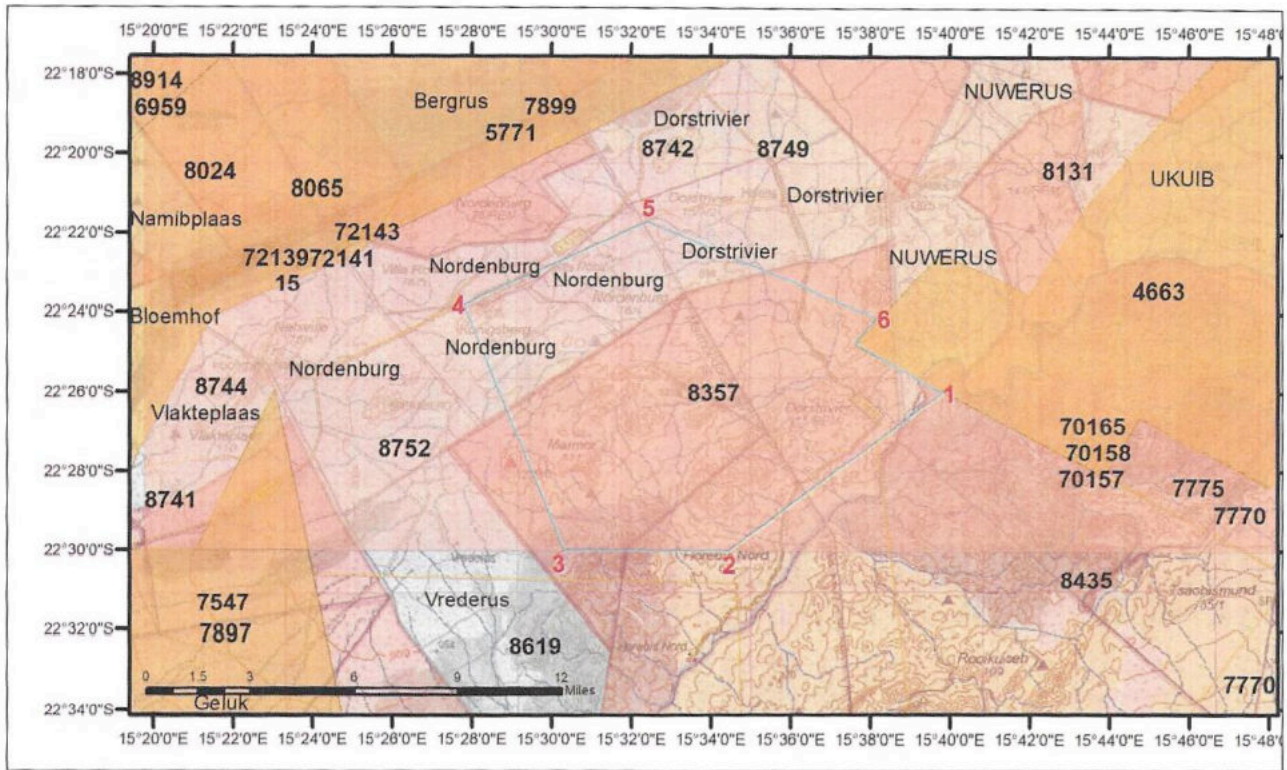 15°20'0"E 15°22'0"E 15°24'0"E 15°26'0"E 15°28'0"E 15°30'0"E 15°32'0"E 15°34'0"E 15°36'0"E 15°38'0"E 15°40'0"E 15°42'0"E 15°44'0"E 15°46'0"E 15°48'0"E
22°18'0"S
8914
6959
Bergrus
7899
5771
Dorstrivier
NUWERUS
22°20'0"S
8742
8749
8024
8065
8131
UKUIB
Dorstrivier
Namibplaas
5
22°22'0"S
72143
72139 72141
15
Nordenburg
Nordenburg
Dorstrivier
NUWERUS
4663
22°24'0"S
Bloemhof
4
6
Nordenburg
Nordenburg
22°26'0"S
8744
Vlakteplaas
8357
1
Marmor
70165
70158
70157
8752
22°28'0"S
8741
7775
7770
22°30'0"S
3
2
Horebis Nord
8435
Tsaobismund
7547
7897
Vrederus
22°32'0"S
8619
Horebis Nord
Rooikuiseb
7770
0 1.5 3 6 9 12
Miles
Geluk
22°34'0"S
15°20'0"E 15°22'0"E 15°24'0"E 15°26'0"E 15°28'0"E 15°30'0"E 15°32'0"E 15°34'0"E 15°36'0"E 15°38'0"E 15°40'0"E 15°42'0"E 15°44'0"E 15°46'0"E 15°48'0"E